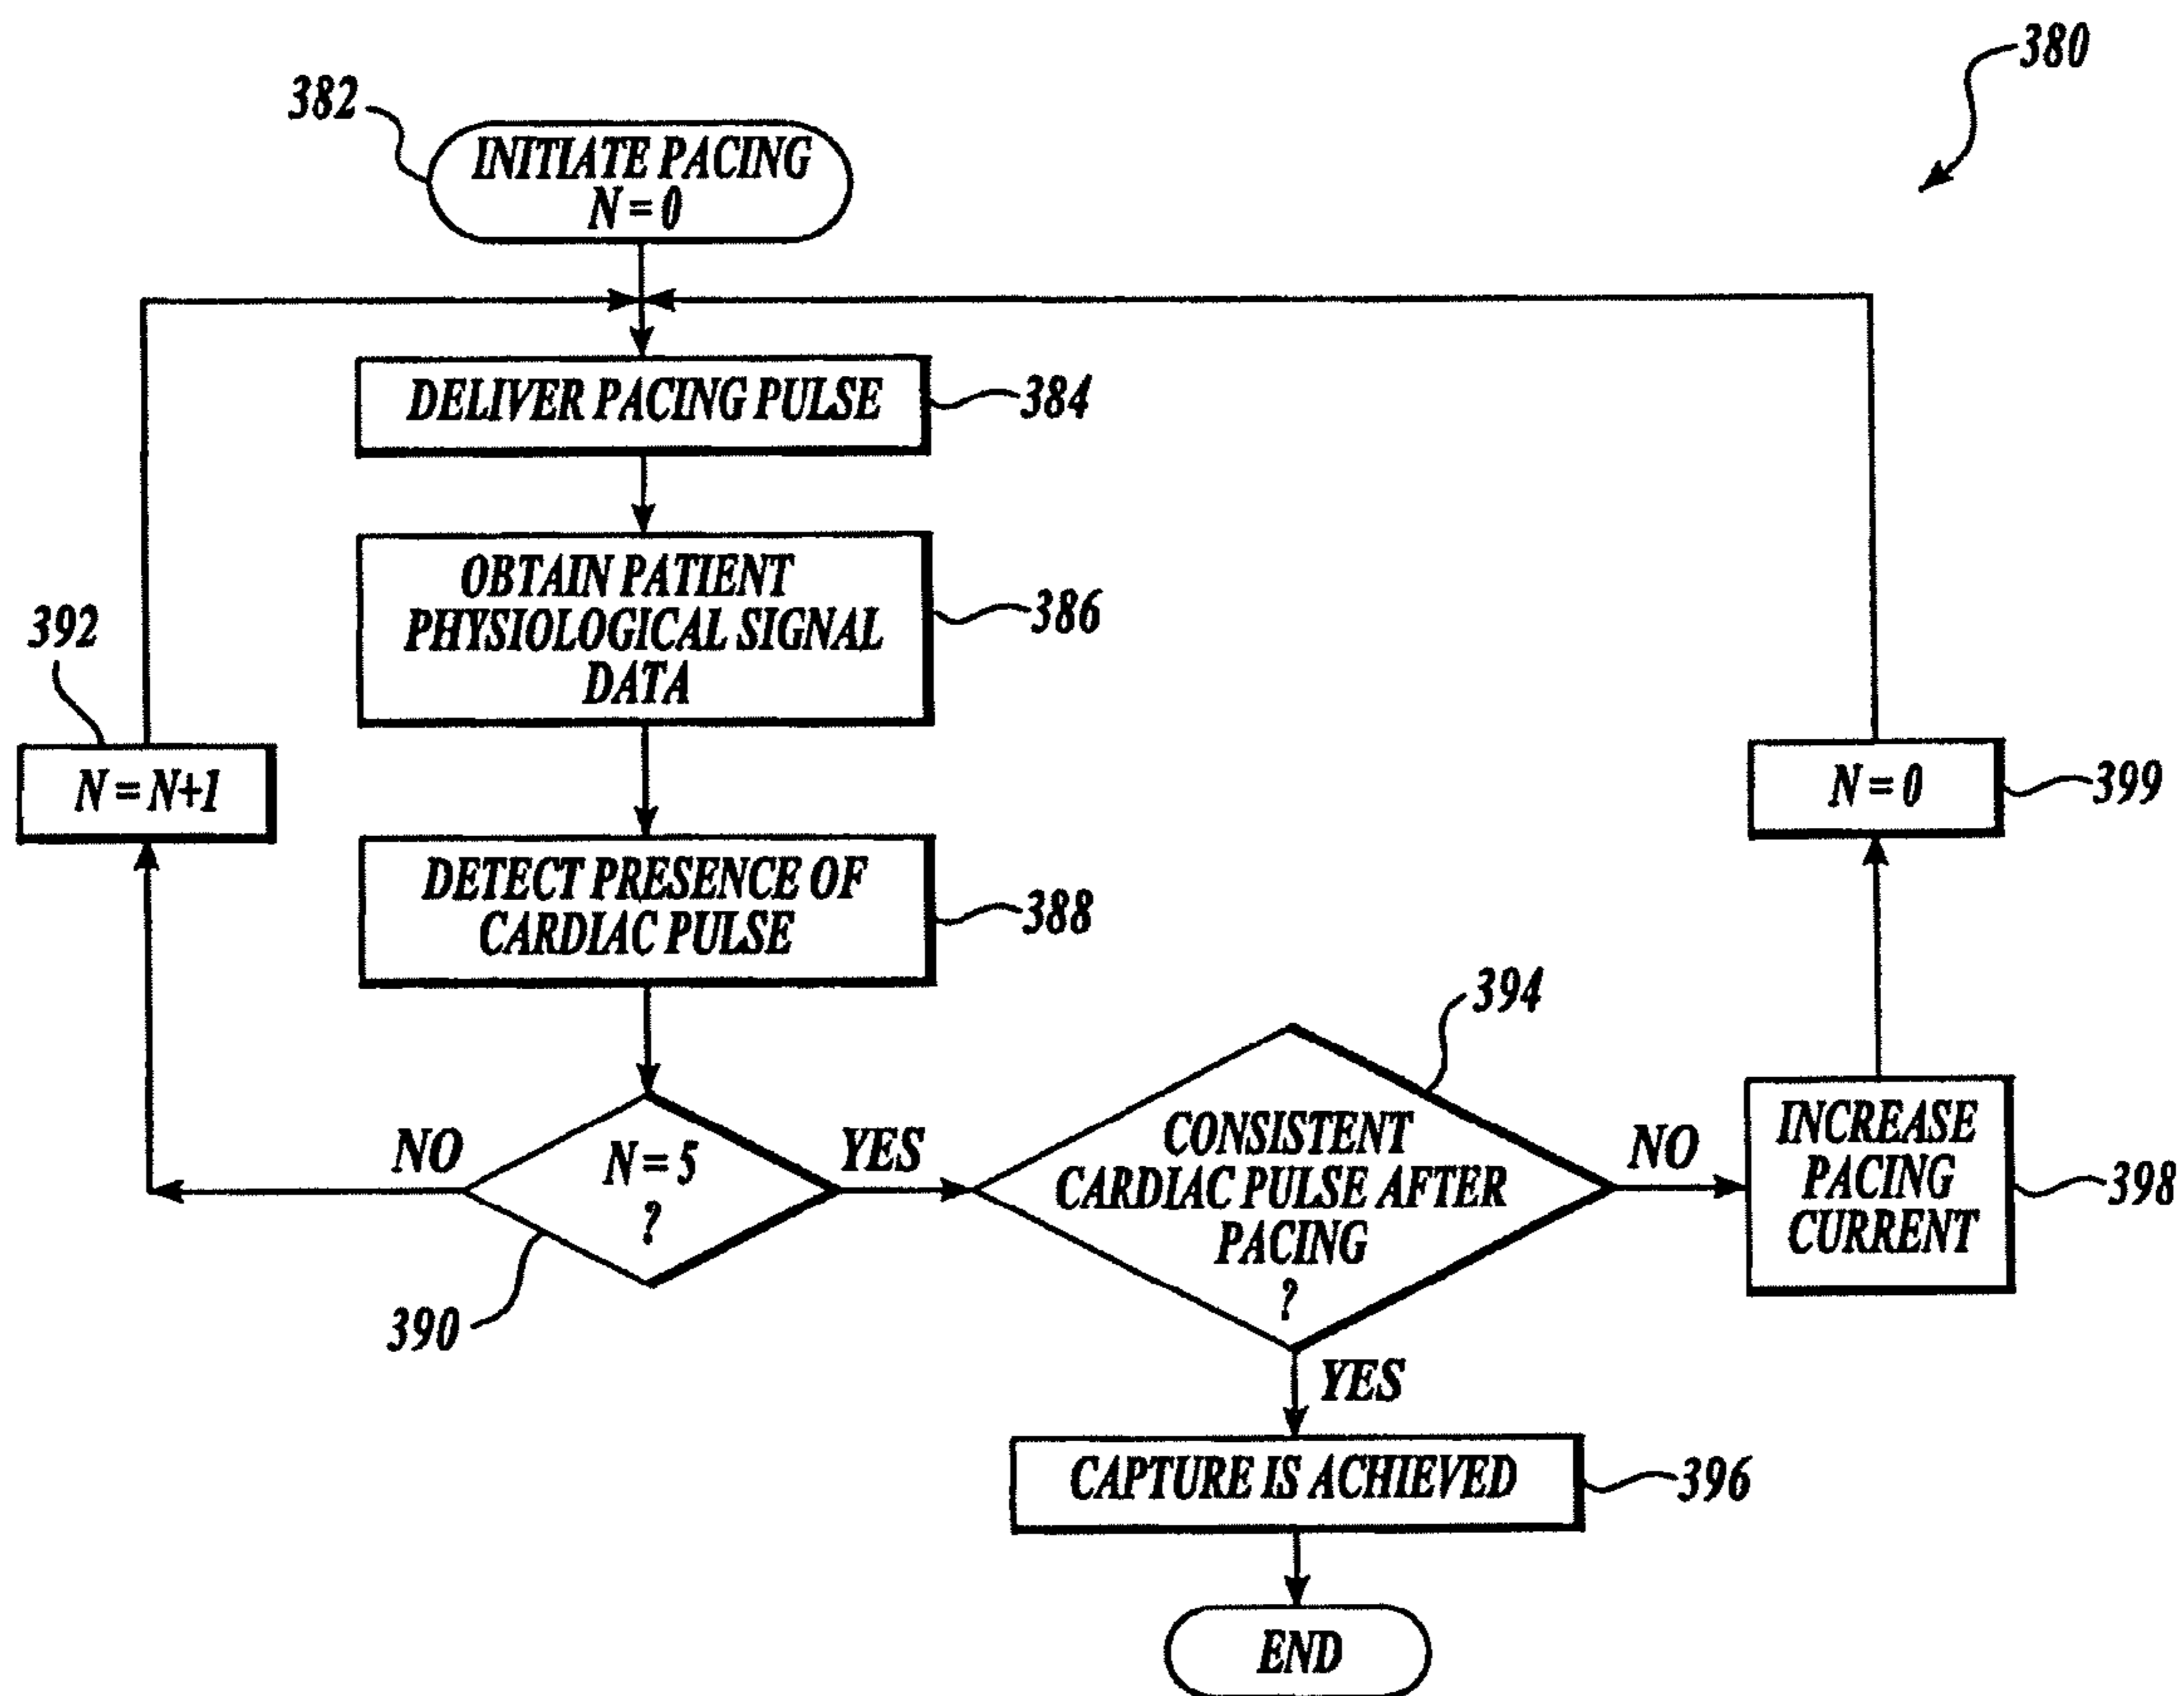 380
382
INITIATE PACING
N = 0
DELIVER PACING PULSE
384
OBTAIN PATIENT
PHYSIOLOGICAL SIGNAL
DATA
386
392
N = N+1
N = 0
399
DETECT PRESENCE OF
CARDIAC PULSE
388
394
NO
N = 5
?
YES
390
CONSISTENT
CARDIAC PULSE AFTER
PACING
?
NO
INCREASE
PACING
CURRENT
398
YES
CAPTURE IS ACHIEVED
396
END